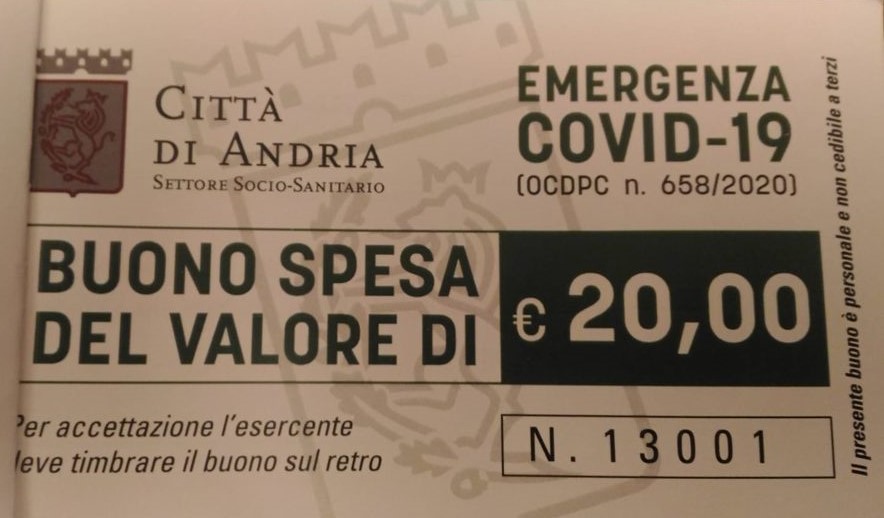 CITTÀ
DI ANDRIA
SETTORE SOCIO-SANITARIO
EMERGENZA
COVID-19
(OCDPC n. 658/2020)
BUONO SPESA
DEL VALORE DI
€ 20,00
Per accettazione l'esercente
deve timbrare il buono sul retro
N. 13001
Il presente buono è personale e non cedibile a terzi